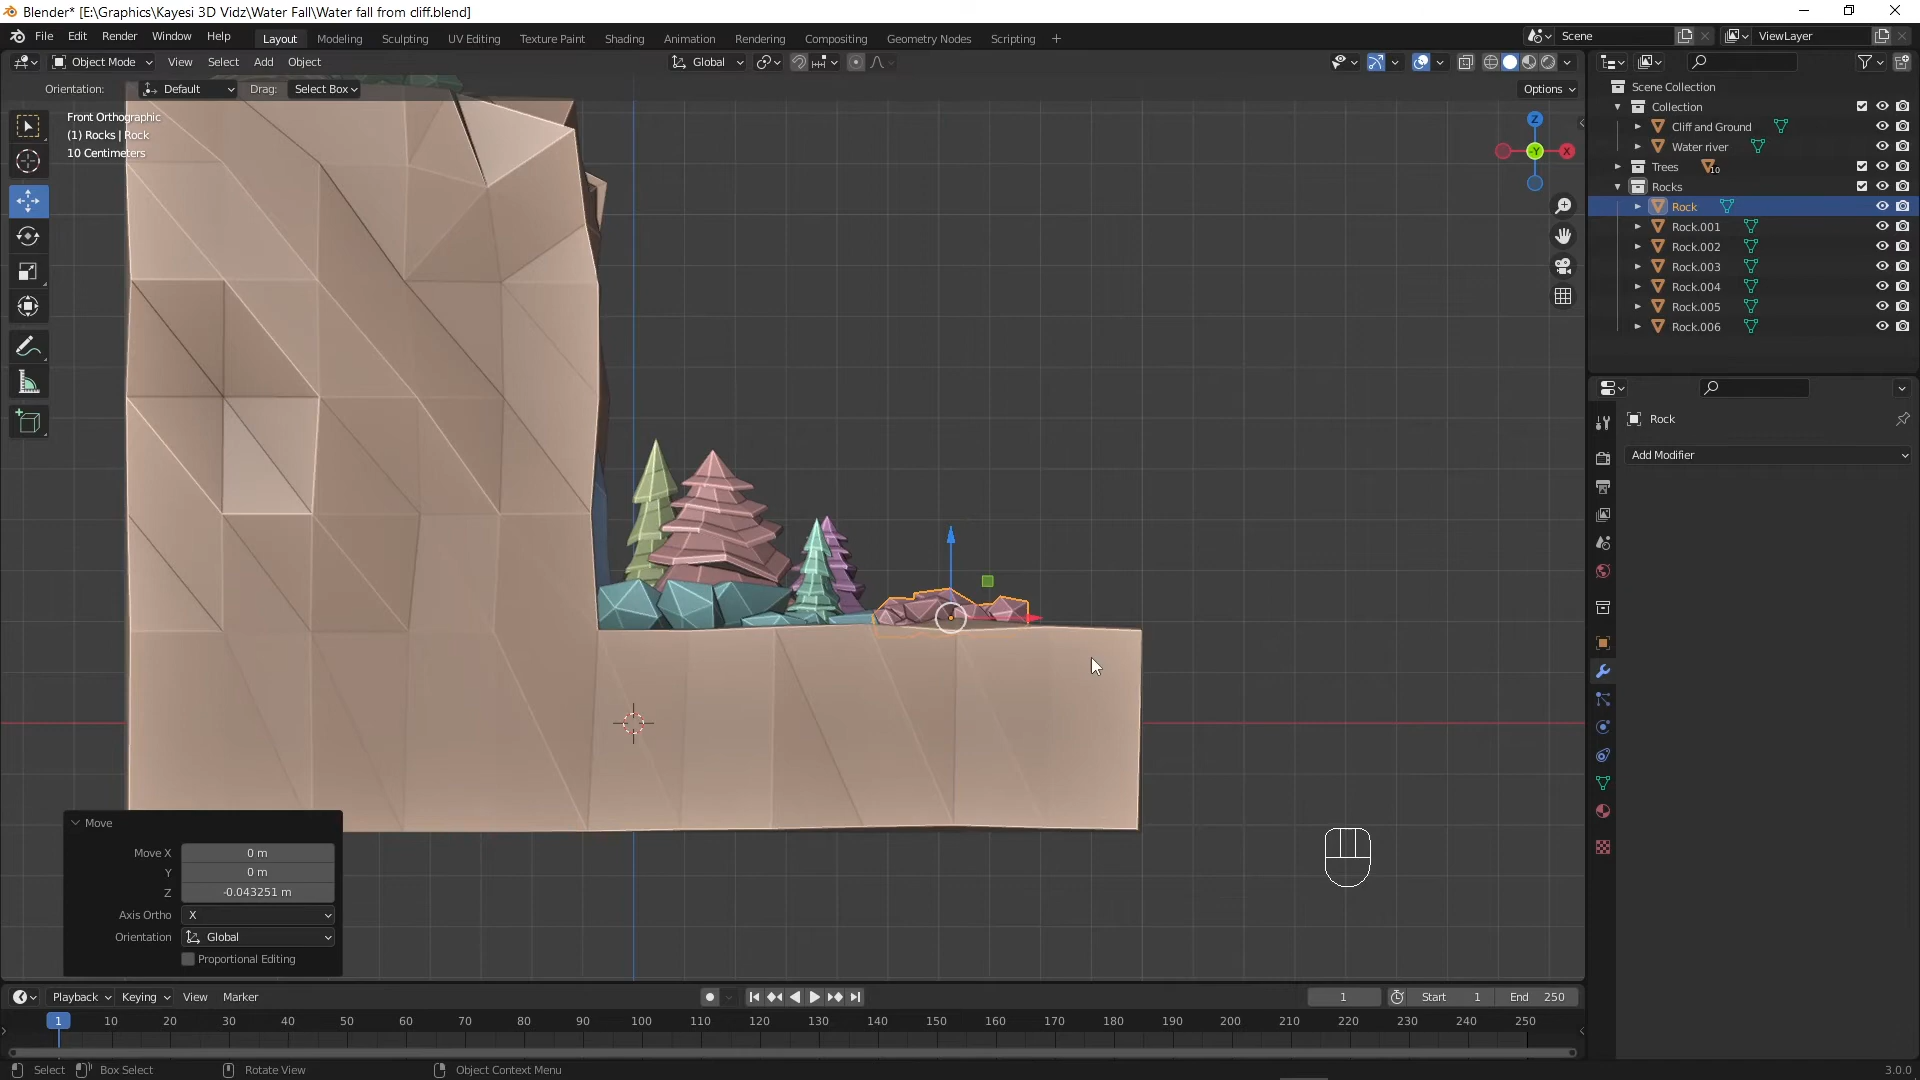 Blender* [E:\Graphics\Kayesi 3D Vidz\Water Fall\Water fall from cliff.blend]
File Edit Render Window Help Layout Modeling Sculpting UV Editing Texture Paint Shading Animation Rendering Compositing Geometry Nodes Scripting + Scene ViewLayer
Object Mode View Select Add Object Global
Orientation: Default Drag: Select Box Options
Front Orthographic
(1) Rocks | Rock
10 Centimeters
Z
-Y
X
Scene Collection
Collection
Cliff and Ground
Water river
Trees 10
Rocks
Rock
Rock.001
Rock.002
Rock.003
Rock.004
Rock.005
Rock.006
Rock
Add Modifier
Move
Move X 0 m
Y 0 m
Z -0.043251 m
Axis Ortho X
Orientation Global
Proportional Editing
Playback Keying View Marker 1 Start 1 End 250
1 10 20 30 40 50 60 70 80 90 100 110 120 130 140 150 160 170 180 190 200 210 220 230 240 250
Select Box Select Rotate View Object Context Menu 3.0.0